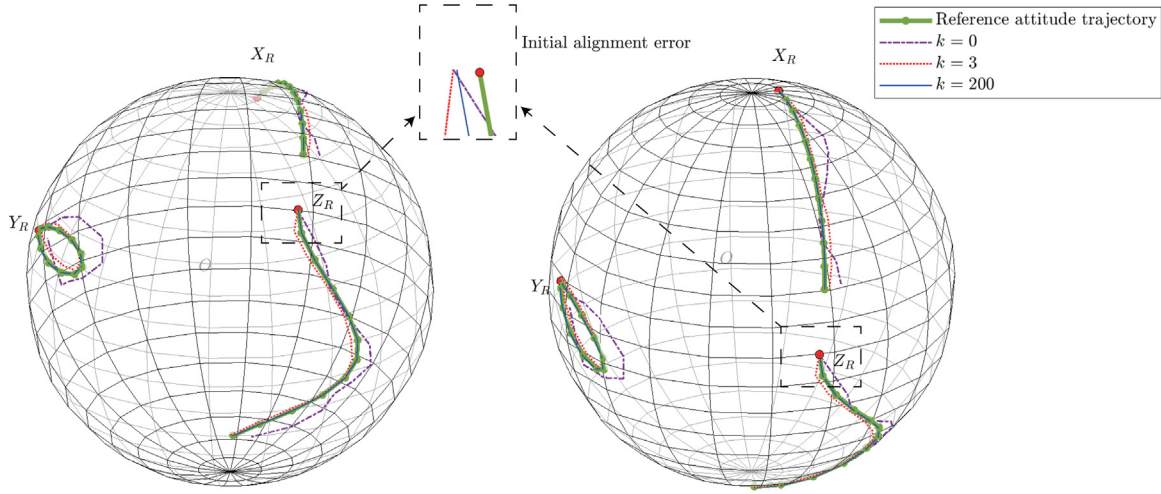 Reference attitude trajectory
k = 0
k = 3
k = 200
Initial alignment error
X_R
Y_R
Z_R
O
X_R
Y_R
Z_R
O